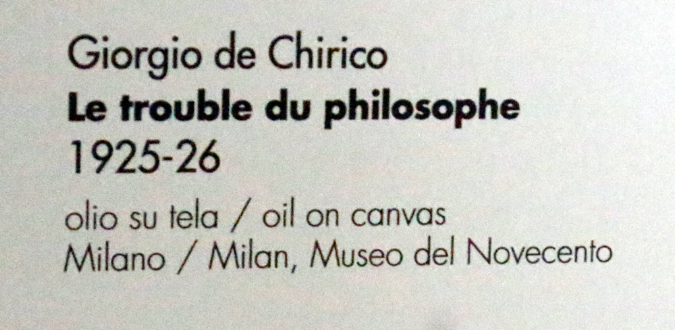 Giorgio de Chirico
Le trouble du philosophe
1925-26
olio su tela / oil on canvas
Milano / Milan, Museo del Novecento